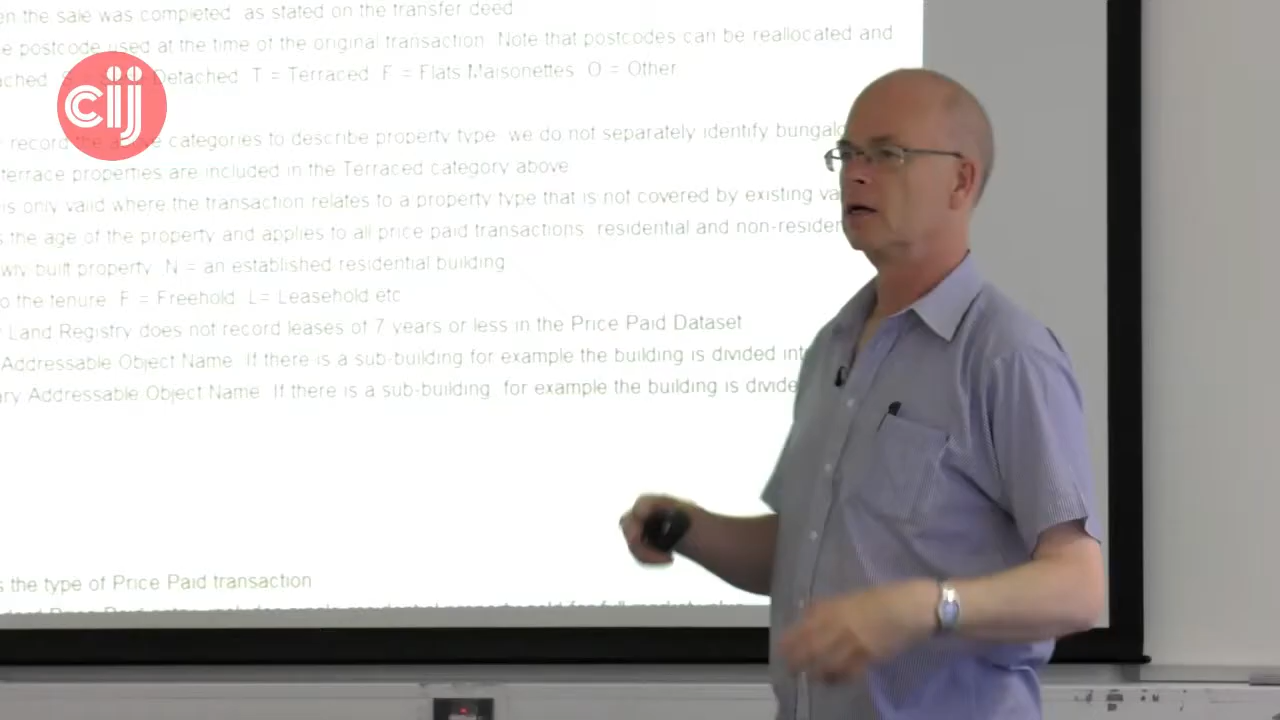 en the sale was completed as stated on the transfer deed
e postcode used at the time of the original transaction. Note that postcodes can be reallocated and
ached Detached T = Terraced F = Flats Maisonettes O = Other
cij
record the categories to describe property type we do not separately identify bungalo
terrace properties are included in the Terraced category above
is only valid where the transaction relates to a property type that is not covered by existing va
s the age of the property and applies to all price paid transactions residential and non-residen
wly built property N = an established residential building
o the tenure F = Freehold L= Leasehold etc
Land Registry does not record leases of 7 years or less in the Price Paid Dataset
Addressable Object Name. If there is a sub-building for example the building is divided int
ary Addressable Object Name. If there is a sub-building for example the building is divide
s the type of Price Paid transaction